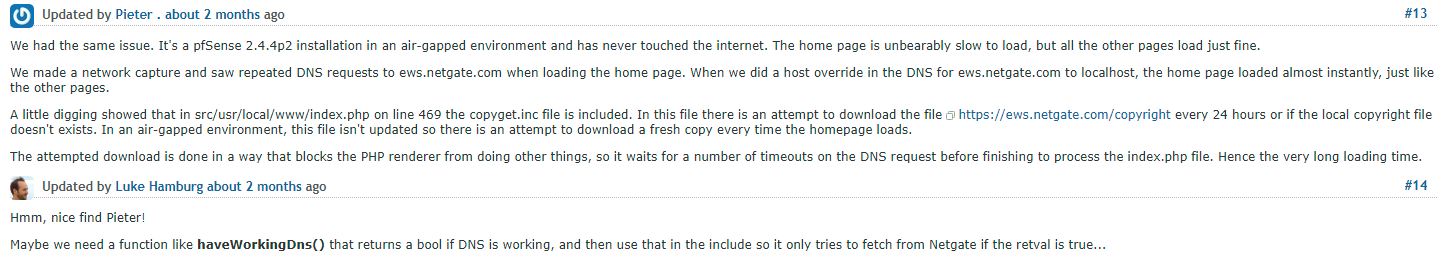 Updated by Pieter . about 2 months ago #13
We had the same issue. It's a pfSense 2.4.4p2 installation in an air-gapped environment and has never touched the internet. The home page is unbearably slow to load, but all the other pages load just fine.
We made a network capture and saw repeated DNS requests to ews.netgate.com when loading the home page. When we did a host override in the DNS for ews.netgate.com to localhost, the home page loaded almost instantly, just like
the other pages.
A little digging showed that in src/usr/local/www/index.php on line 469 the copyget.inc file is included. In this file there is an attempt to download the file https://ews.netgate.com/copyright every 24 hours or if the local copyright file
doesn't exists. In an air-gapped environment, this file isn't updated so there is an attempt to download a fresh copy every time the homepage loads.
The attempted download is done in a way that blocks the PHP renderer from doing other things, so it waits for a number of timeouts on the DNS request before finishing to process the index.php file. Hence the very long loading time.
Updated by Luke Hamburg about 2 months ago #14
Hmm, nice find Pieter!
Maybe we need a function like haveWorkingDns() that returns a bool if DNS is working, and then use that in the include so it only tries to fetch from Netgate if the retval is true...